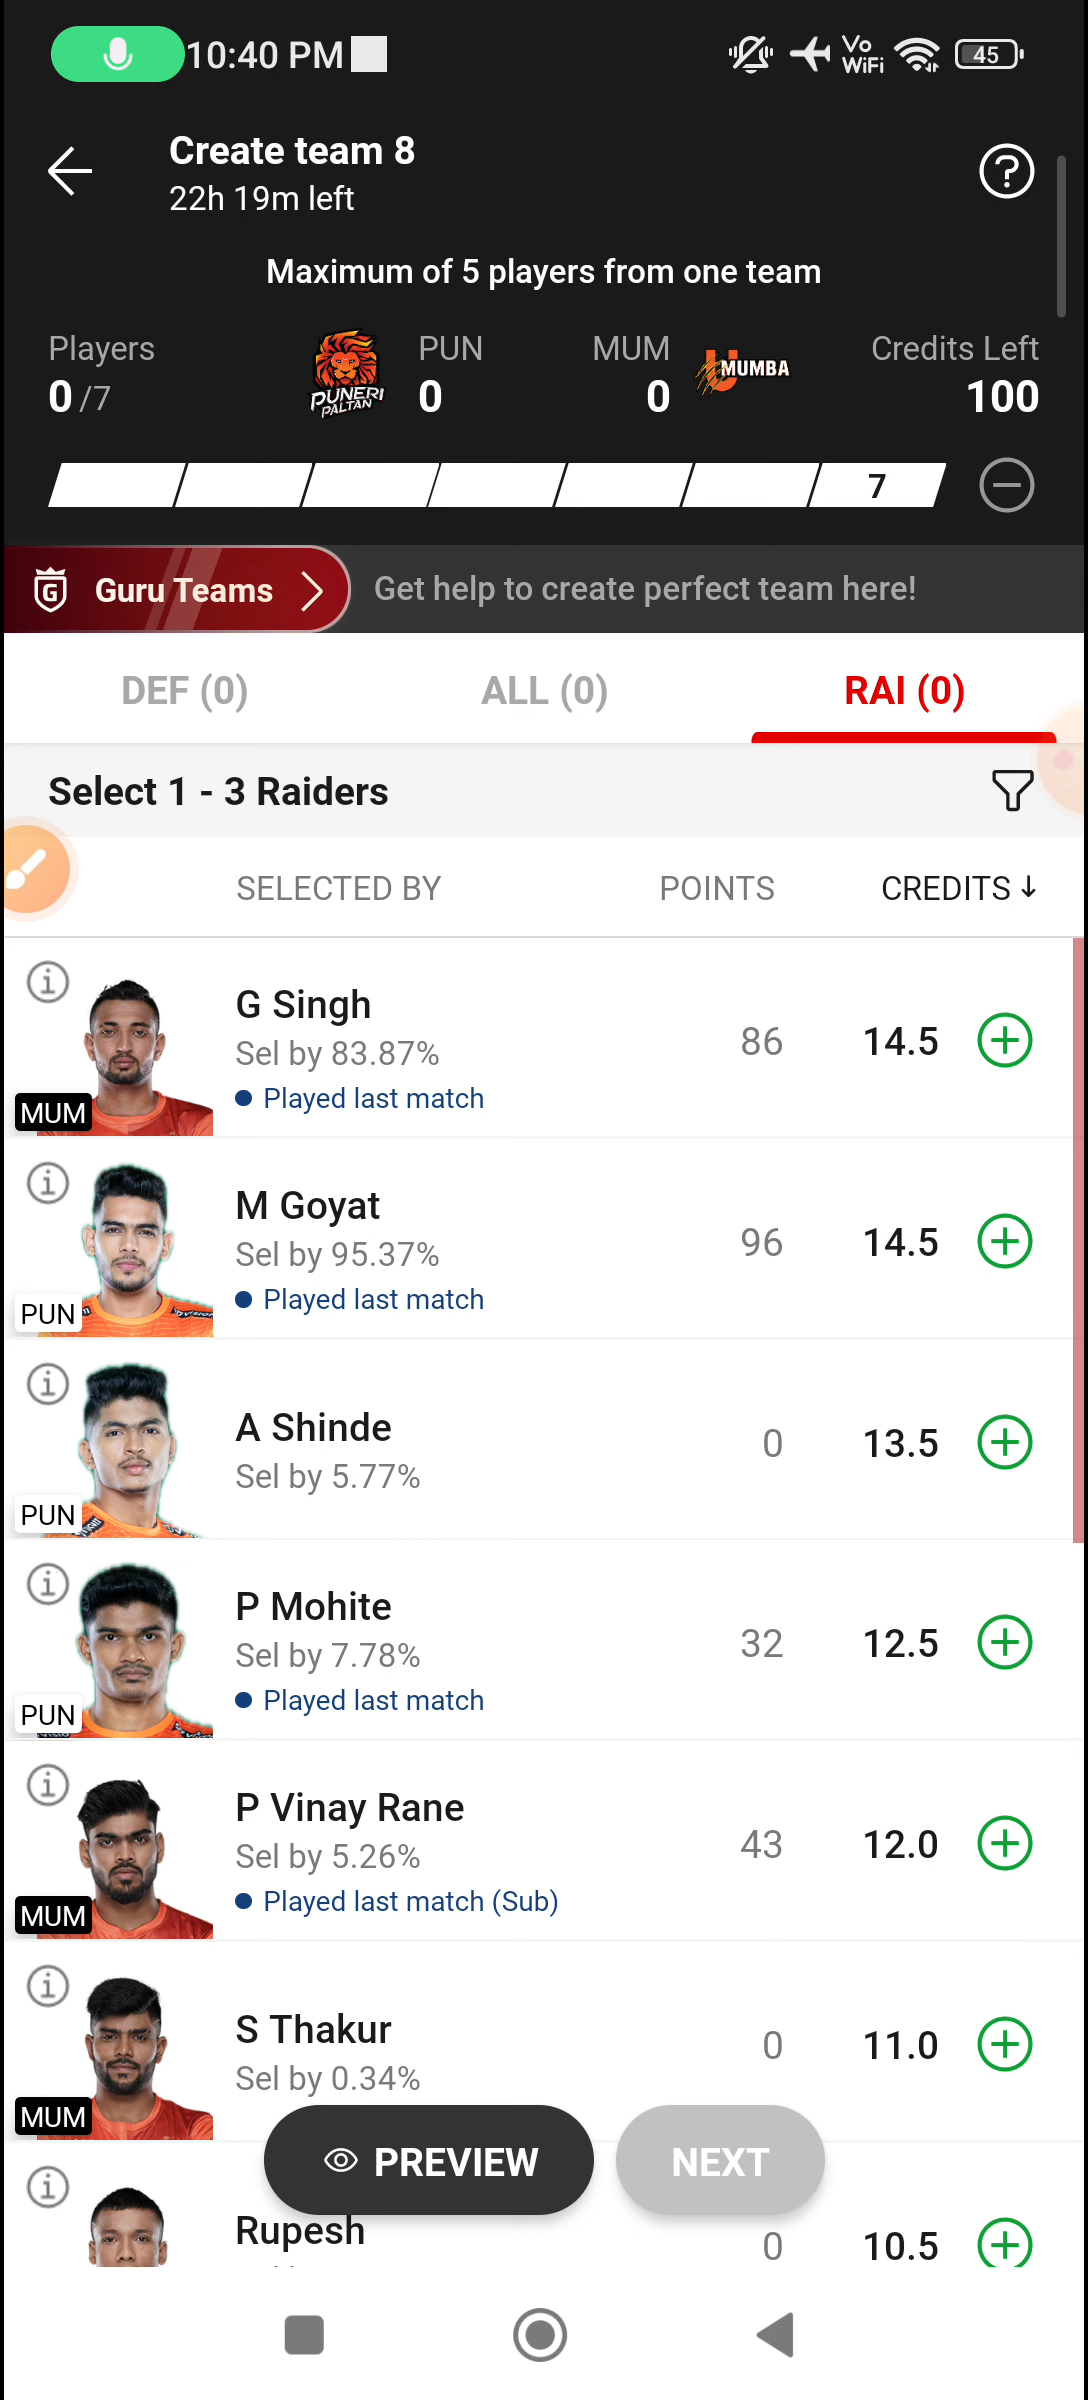 10:40 PM
Vo
WiFi
45
Create team 8
22h 19m left
Maximum of 5 players from one team
Players
0 /7
PUNERI
PALTAN
PUN
0
MUM
0
U MUMBA
Credits Left
100
7
G Guru Teams
Get help to create perfect team here!
DEF (0)
ALL (0)
RAI (0)
Select 1 - 3 Raiders
SELECTED BY
POINTS
CREDITS ↓
G Singh
Sel by 83.87%
Played last match
MUM
86
14.5
M Goyat
Sel by 95.37%
Played last match
PUN
96
14.5
A Shinde
Sel by 5.77%
PUN
0
13.5
P Mohite
Sel by 7.78%
Played last match
PUN
32
12.5
P Vinay Rane
Sel by 5.26%
Played last match (Sub)
MUM
43
12.0
S Thakur
Sel by 0.34%
MUM
0
11.0
PREVIEW
NEXT
Rupesh
0
10.5